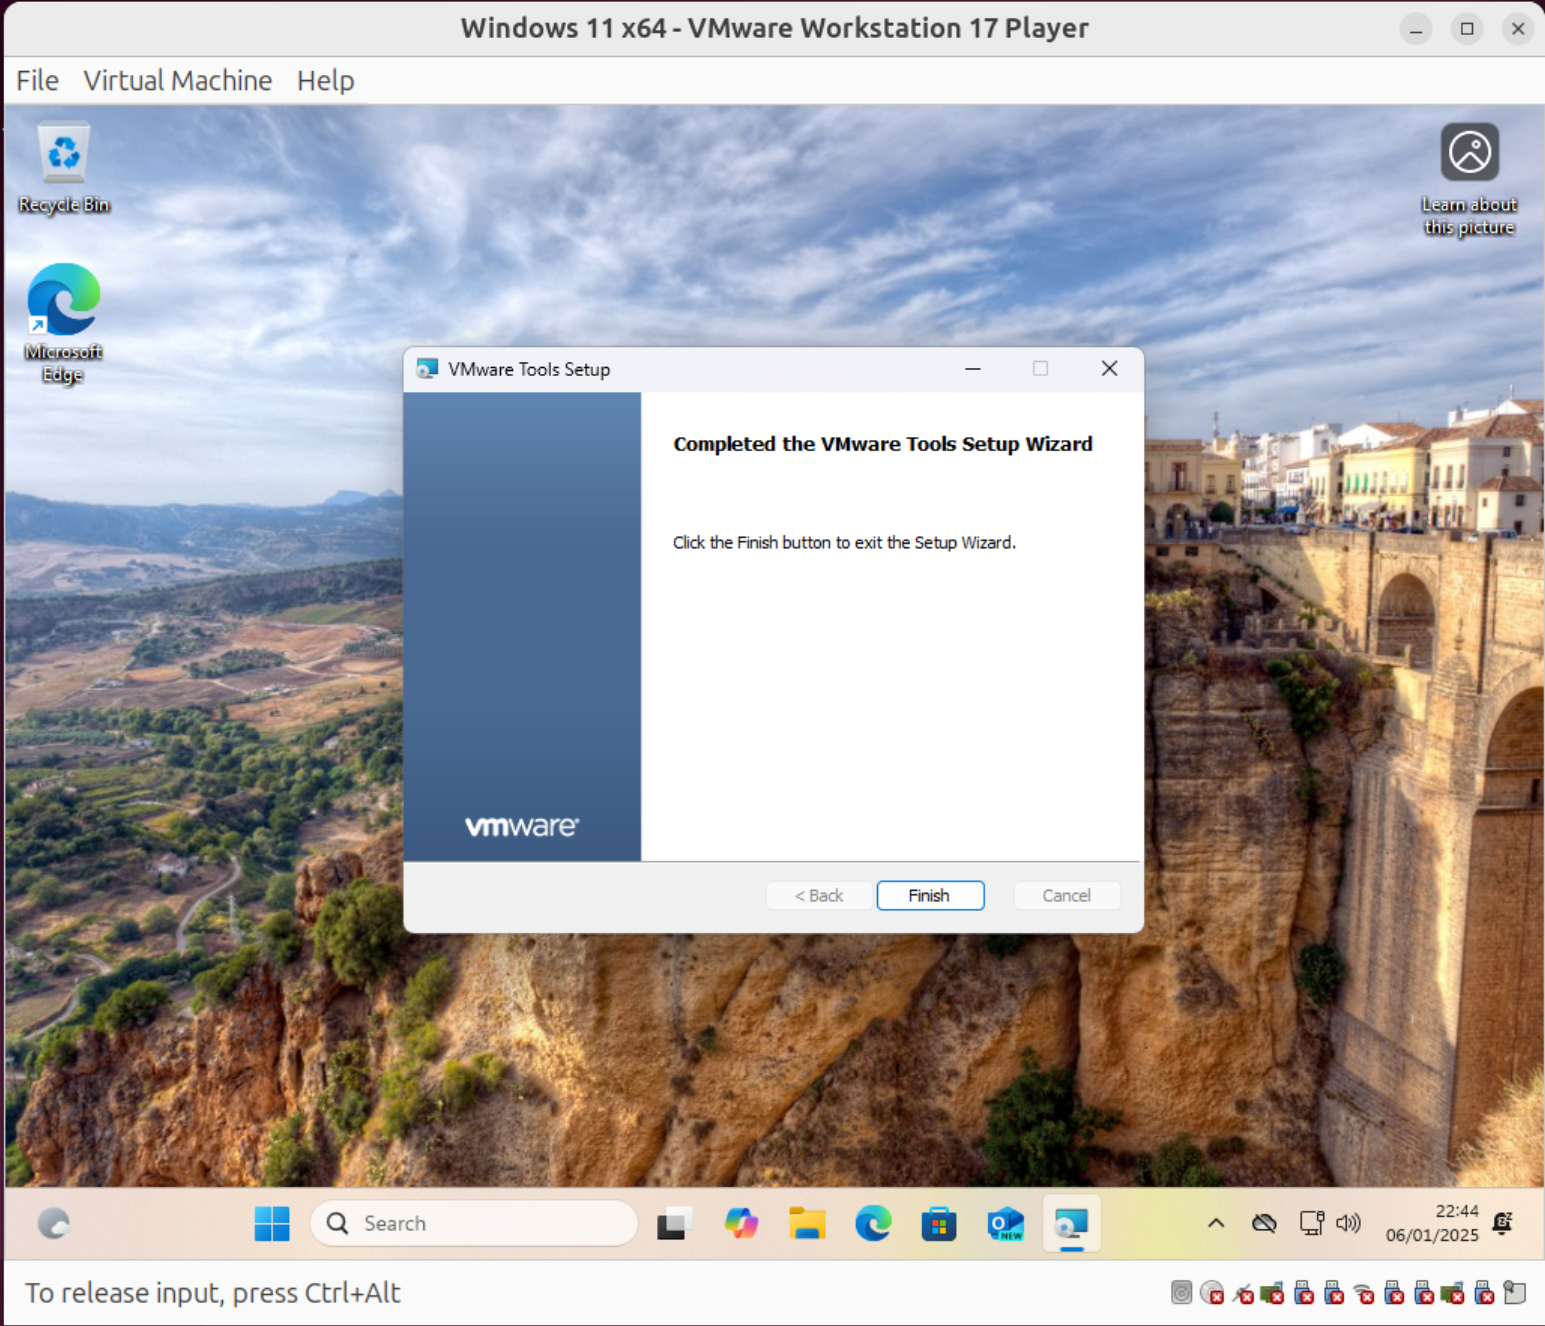 Windows 11 x64 - VMware Workstation 17 Player
File Virtual Machine Help
Recycle Bin
Learn about
this picture
Microsoft
Edge
VMware Tools Setup
Completed the VMware Tools Setup Wizard
Click the Finish button to exit the Setup Wizard.
vmware
< Back Finish Cancel
Search
NEW
22:44
06/01/2025
To release input, press Ctrl+Alt